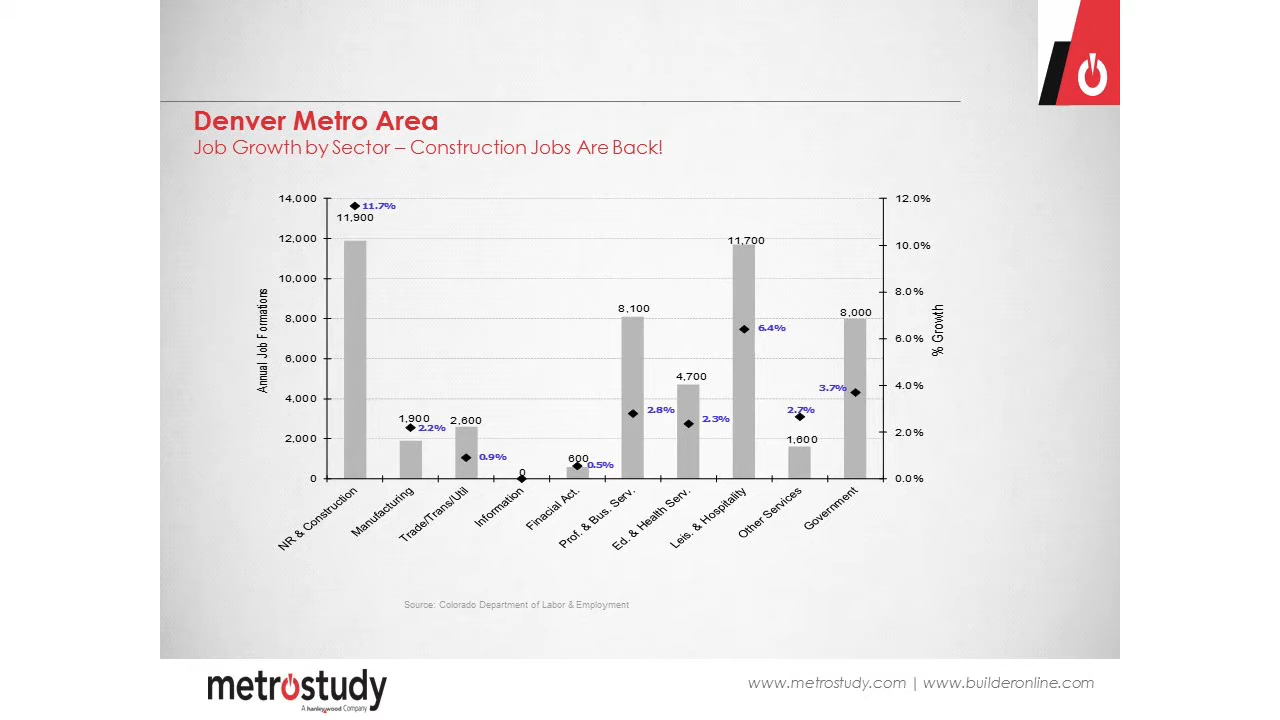 Denver Metro Area
Job Growth by Sector – Construction Jobs Are Back!
14,000
12,000
10,000
8,000
6,000
4,000
2,000
0
Annual Job Formations
12.0%
10.0%
8.0%
6.0%
4.0%
2.0%
0.0%
% Growth
11.7%
11,900
1,900
2.2%
2,600
0.9%
0
600
0.5%
8,100
2.8%
4,700
2.3%
11,700
6.4%
2.7%
1,600
8,000
3.7%
NR & Construction
Manufacturing
Trade/Trans/Util
Information
Finacial Act.
Prof. & Bus. Serv.
Ed. & Health Serv.
Leis. & Hospitality
Other Services
Government
Source: Colorado Department of Labor & Employment
metrostudy
A hanleywood Company
www.metrostudy.com | www.builderonline.com